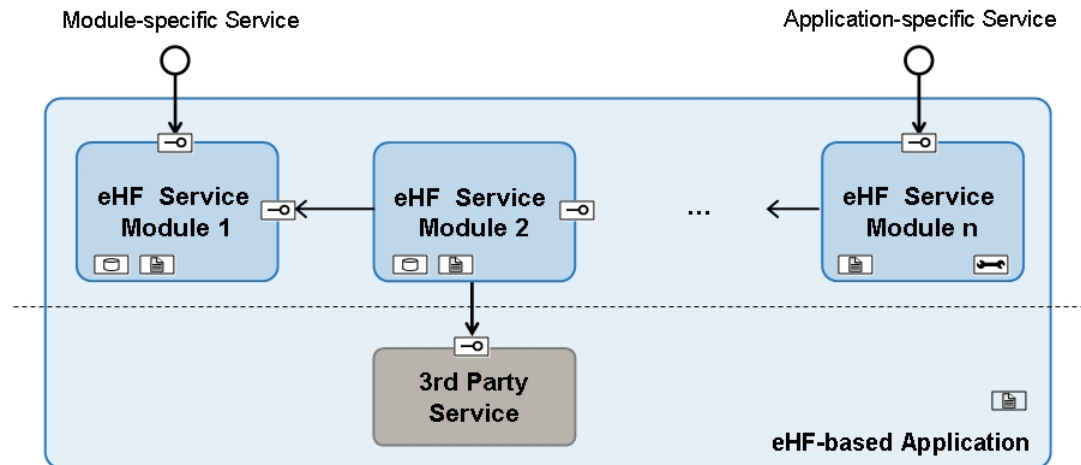 Module-specific Service
Application-specific Service
eHF Service
Module 1
eHF Service
Module 2
...
eHF Service
Module n
3rd Party
Service
eHF-based Application